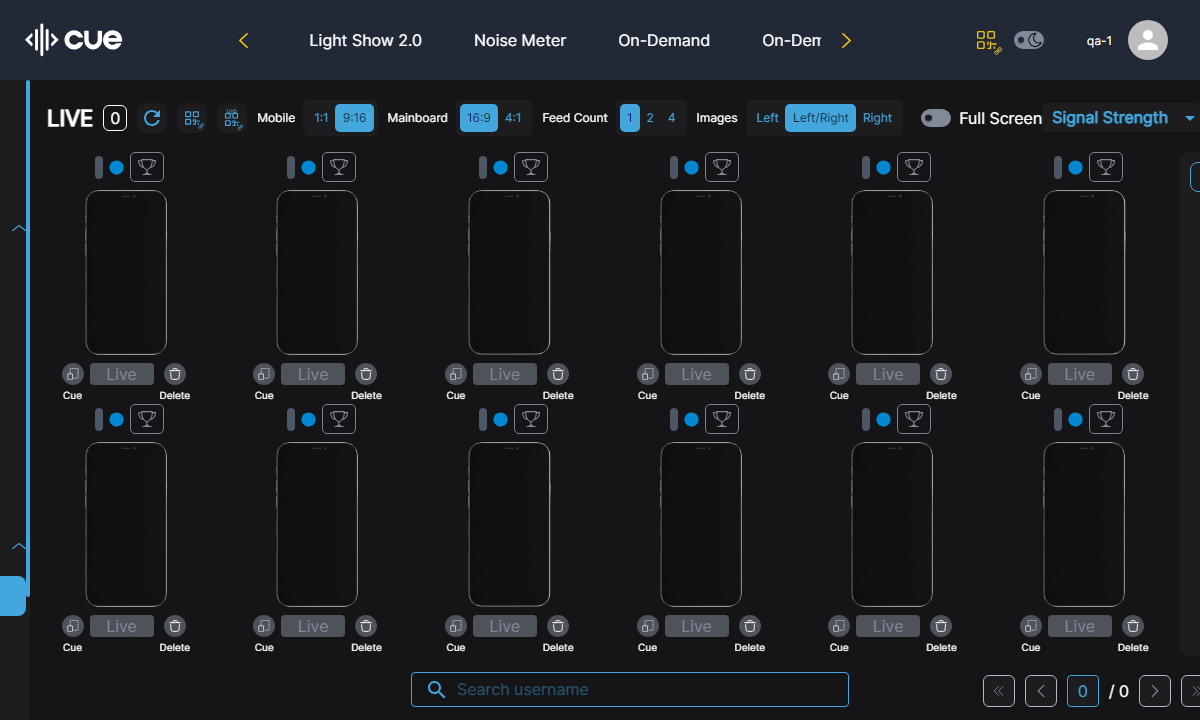 cue
Light Show 2.0 Noise Meter On-Demand On-Dem
qa-1
LIVE 0 Mobile 1:1 9:16 Mainboard 16:9 4:1 Feed Count 1 2 4 Images Left Left/Right Right Full Screen Signal Strength
Live Live Live Live Live Live
Cue Delete Cue Delete Cue Delete Cue Delete Cue Delete Cue Delete
Live Live Live Live Live Live
Cue Delete Cue Delete Cue Delete Cue Delete Cue Delete Cue Delete
Search username
0 / 0